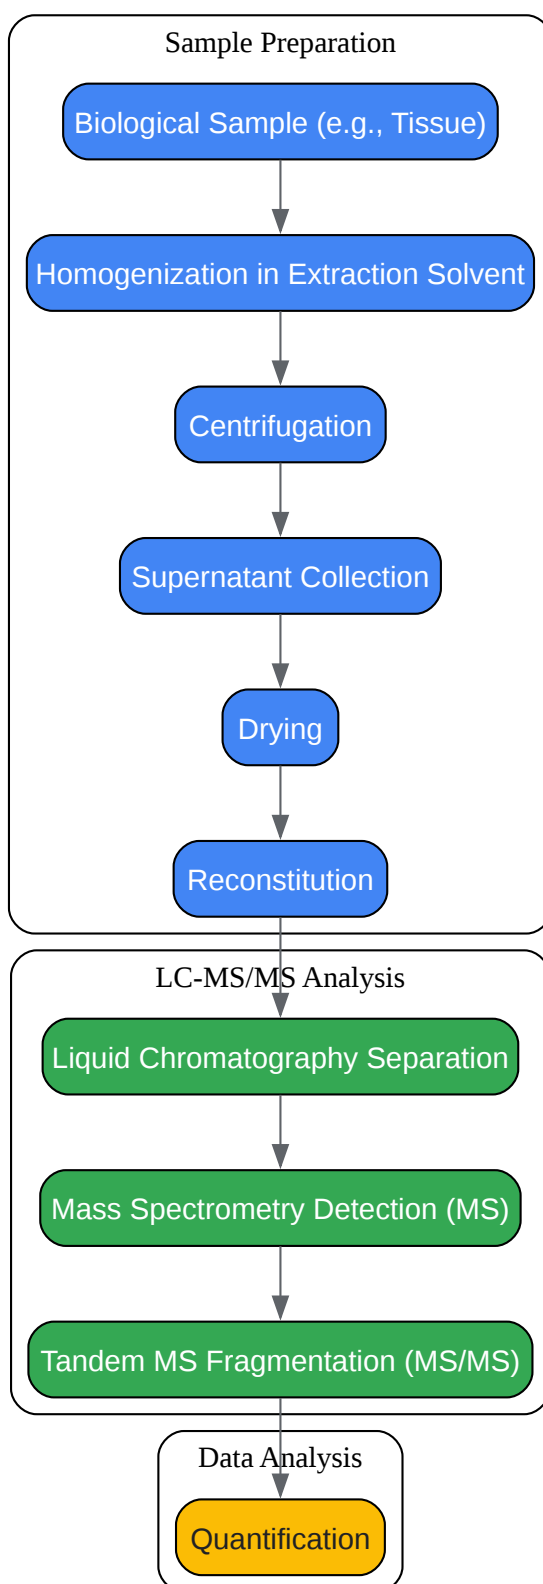 Sample Preparation
Biological Sample (e.g., Tissue)
Homogenization in Extraction Solvent
Centrifugation
Supernatant Collection
Drying
Reconstitution
LC-MS/MS Analysis
Liquid Chromatography Separation
Mass Spectrometry Detection (MS)
Tandem MS Fragmentation (MS/MS)
Data Analysis
Quantification